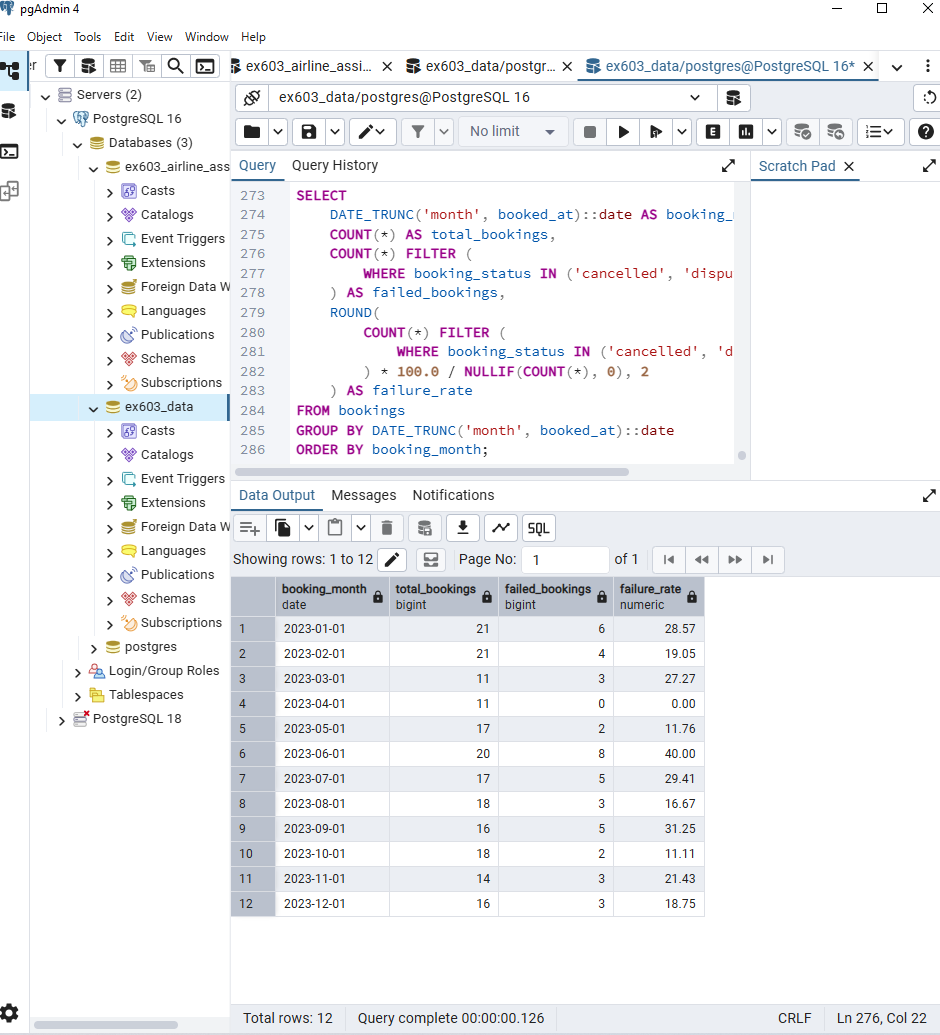 pgAdmin 4
File Object Tools Edit View Window Help
ex603_airline_assi...
ex603_data/postgr...
ex603_data/postgres@PostgreSQL 16*
Servers (2)
PostgreSQL 16
Databases (3)
ex603_airline_ass
Casts
Catalogs
Event Triggers
Extensions
Foreign Data W
Languages
Publications
Schemas
Subscriptions
ex603_data
Casts
Catalogs
Event Triggers
Extensions
Foreign Data W
Languages
Publications
Schemas
Subscriptions
postgres
Login/Group Roles
Tablespaces
PostgreSQL 18
ex603_data/postgres@PostgreSQL 16
No limit
E
Query Query History
Scratch Pad
273 SELECT
274 DATE_TRUNC('month', booked_at)::date AS booking_
275 COUNT(*) AS total_bookings,
276 COUNT(*) FILTER (
277 WHERE booking_status IN ('cancelled', 'dispu
278 ) AS failed_bookings,
279 ROUND(
280 COUNT(*) FILTER (
281 WHERE booking_status IN ('cancelled', 'd
282 ) * 100.0 / NULLIF(COUNT(*), 0), 2
283 ) AS failure_rate
284 FROM bookings
285 GROUP BY DATE_TRUNC('month', booked_at)::date
286 ORDER BY booking_month;
Data Output Messages Notifications
SQL
Showing rows: 1 to 12 Page No: 1 of 1
booking_month total_bookings failed_bookings failure_rate
date bigint bigint numeric
1 2023-01-01 21 6 28.57
2 2023-02-01 21 4 19.05
3 2023-03-01 11 3 27.27
4 2023-04-01 11 0 0.00
5 2023-05-01 17 2 11.76
6 2023-06-01 20 8 40.00
7 2023-07-01 17 5 29.41
8 2023-08-01 18 3 16.67
9 2023-09-01 16 5 31.25
10 2023-10-01 18 2 11.11
11 2023-11-01 14 3 21.43
12 2023-12-01 16 3 18.75
Total rows: 12 Query complete 00:00:00.126 CRLF Ln 276, Col 22